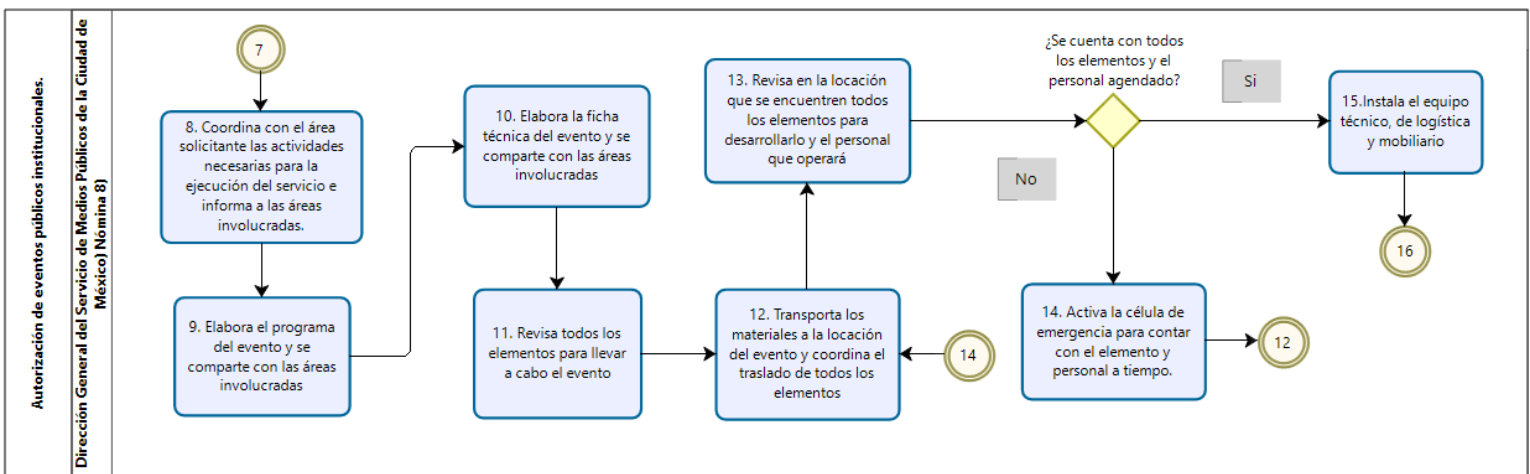 Autorización de eventos públicos institucionales.
Dirección General del Servicio de Medios Públicos de la Ciudad de
México) Nómina 8)
7
8. Coordina con el área
solicitante las actividades
necesarias para la
ejecución del servicio e
informa a las áreas
involucradas.
9. Elabora el programa
del evento y se
comparte con las áreas
involucradas
10. Elabora la ficha
técnica del evento y se
comparte con las áreas
involucradas
11. Revisa todos los
elementos para llevar
a cabo el evento
12. Transporta los
materiales a la locación
del evento y coordina el
traslado de todos los
elementos
14
13. Revisa en la locación
que se encuentren todos
los elementos para
desarrollarlo y el personal
que operará
¿Se cuenta con todos
los elementos y el
personal agendado?
Si
No
14. Activa la célula de
emergencia para contar
con el elemento y
personal a tiempo.
12
15.Instala el equipo
técnico, de logística
y mobiliario
16